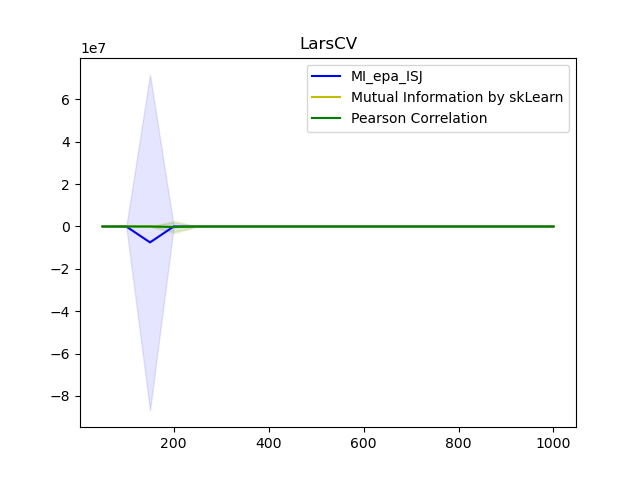 LarsCV
1e7
MI_epa_ISJ
Mutual Information by skLearn
Pearson Correlation
6
4
2
0
−2
−4
−6
−8
200 400 600 800 1000